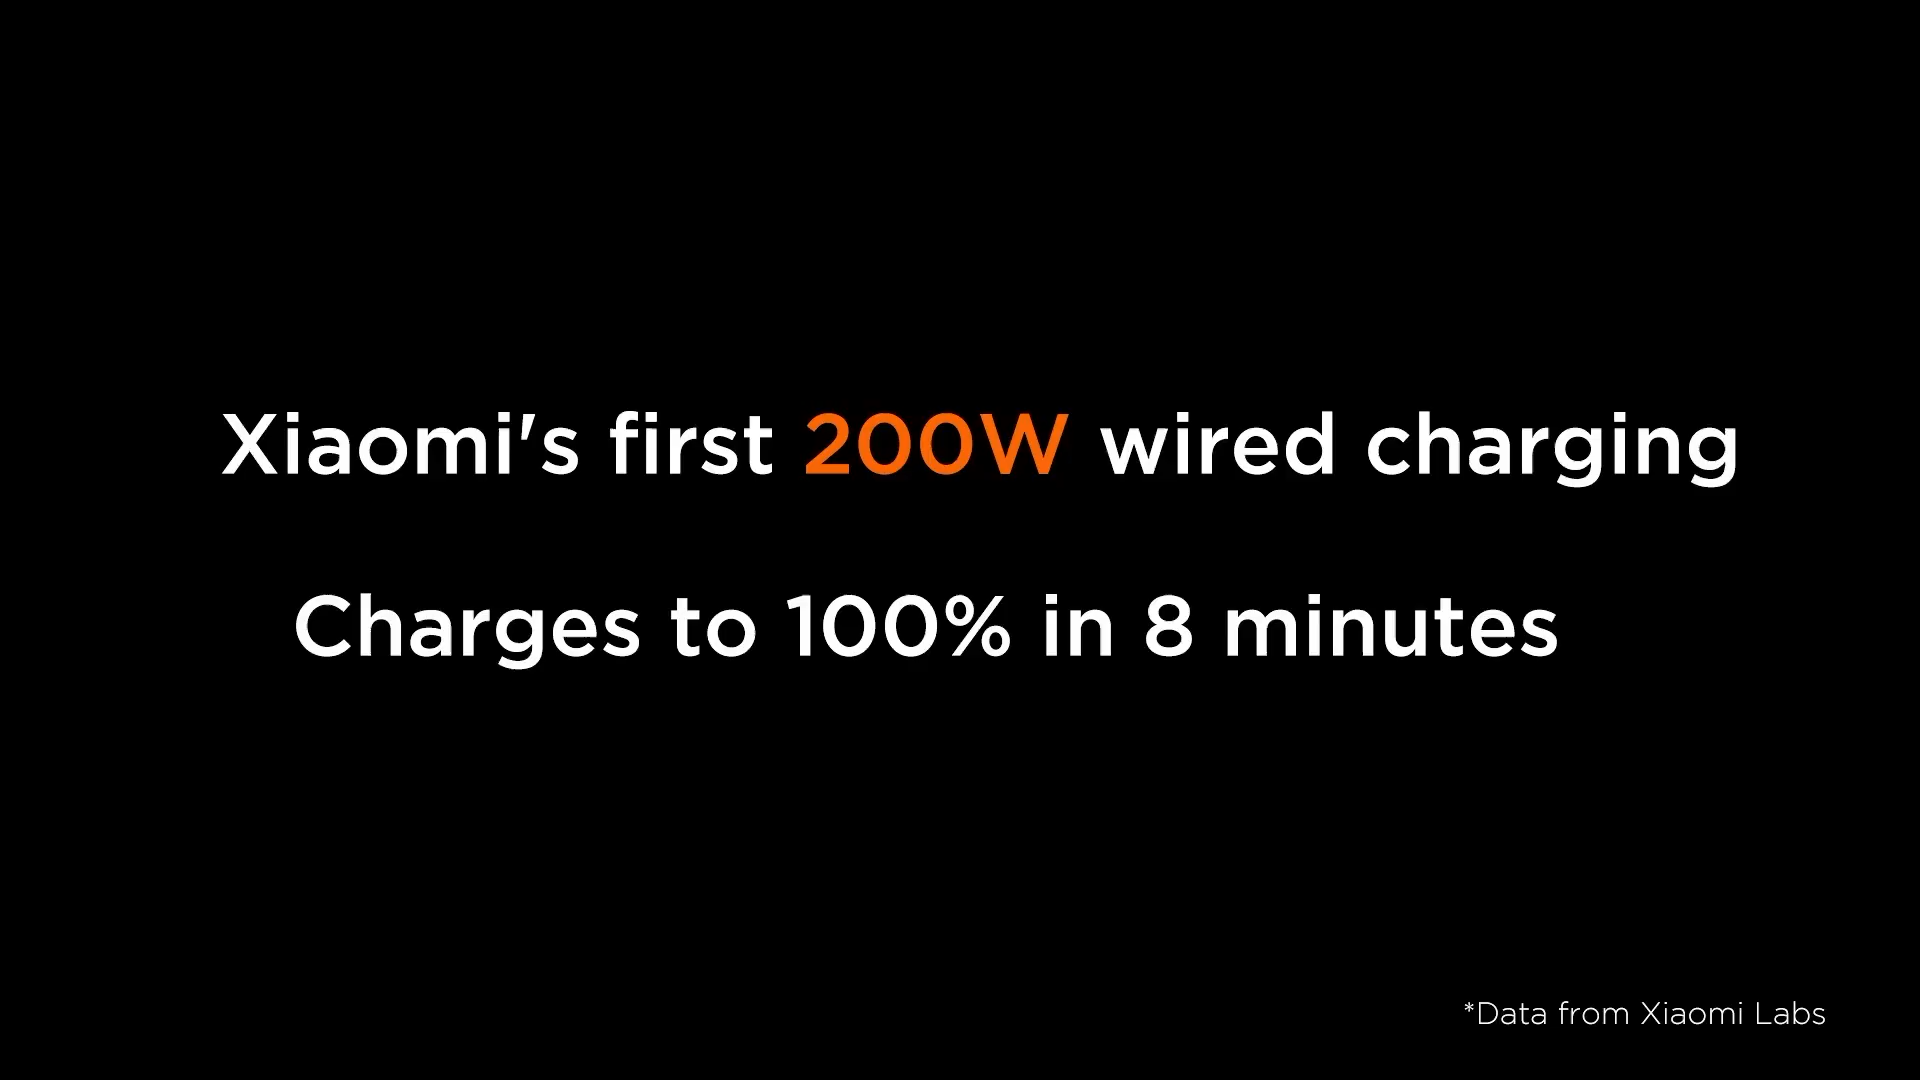 Xiaomi's first 200W wired charging
Charges to 100% in 8 minutes
*Data from Xiaomi Labs